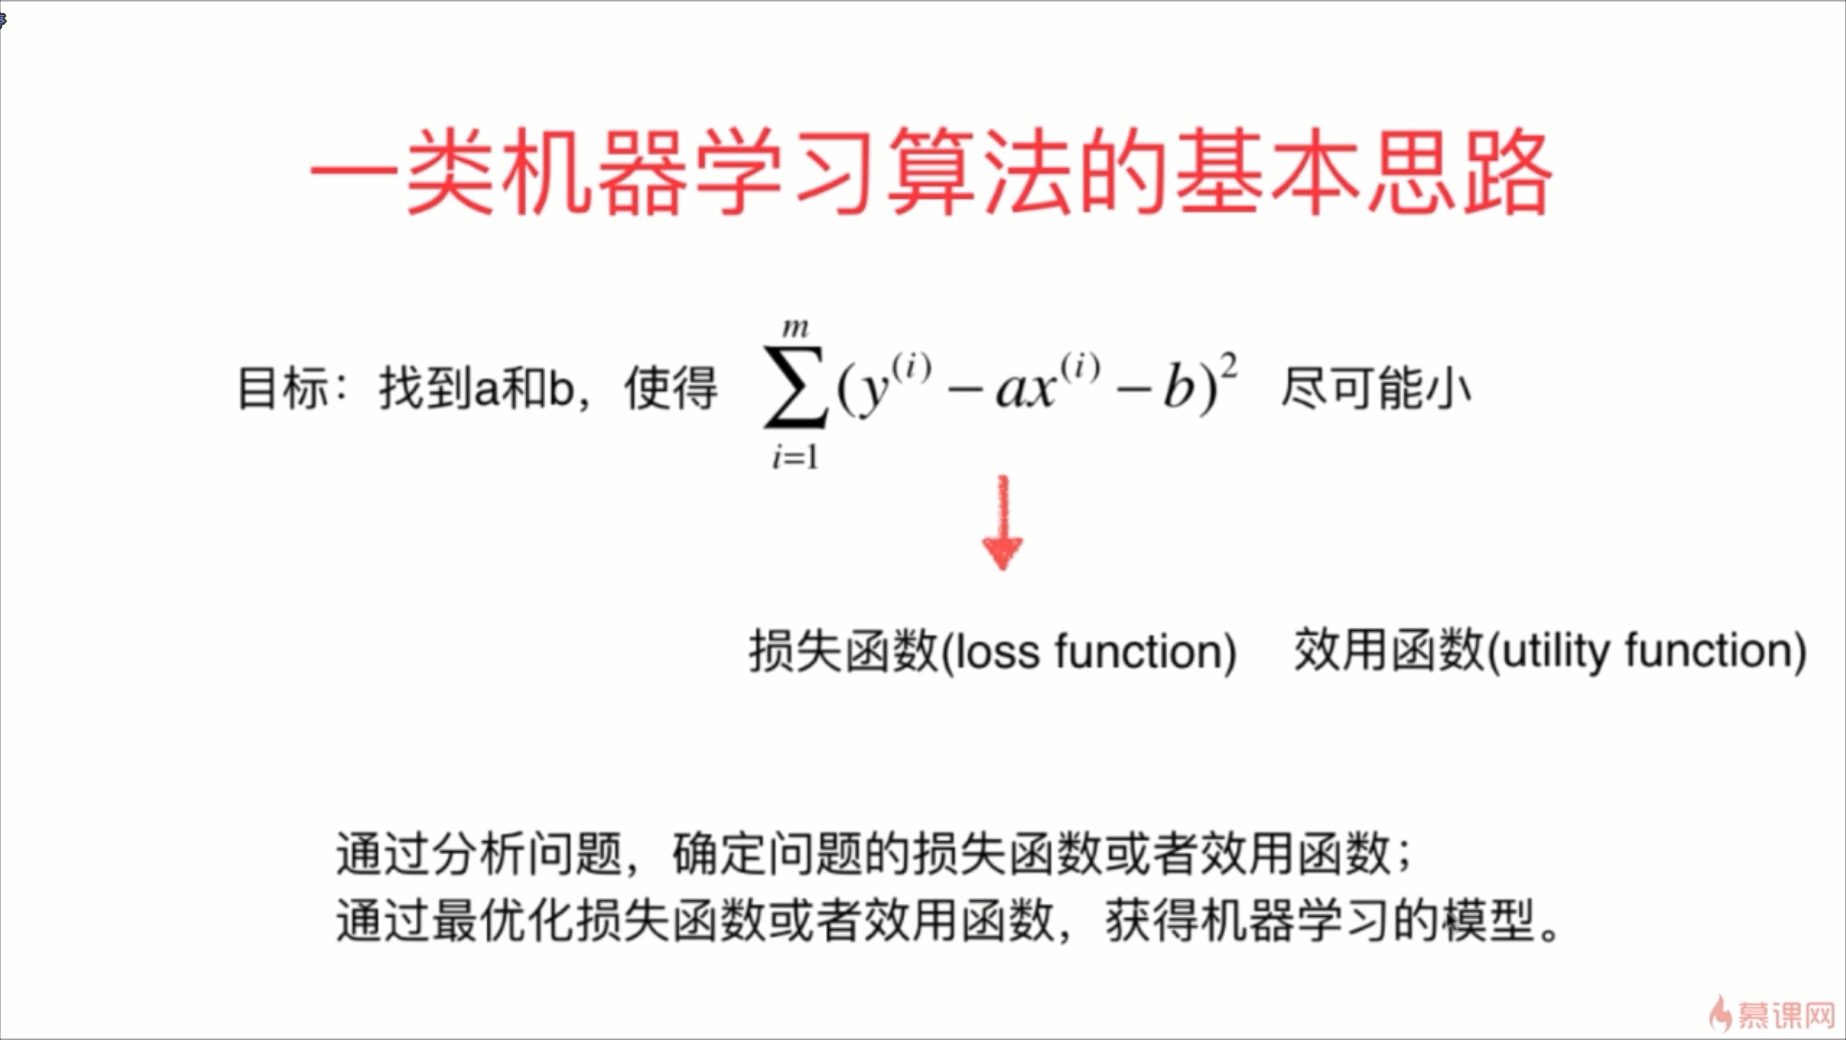 一类机器学习算法的基本思路
目标：找到a和b，使得 $\sum_{i=1}^{m}(y^{(i)} - ax^{(i)} - b)^2$ 尽可能小
损失函数(loss function) 效用函数(utility function)
通过分析问题，确定问题的损失函数或者效用函数；
通过最优化损失函数或者效用函数，获得机器学习的模型。
慕课网